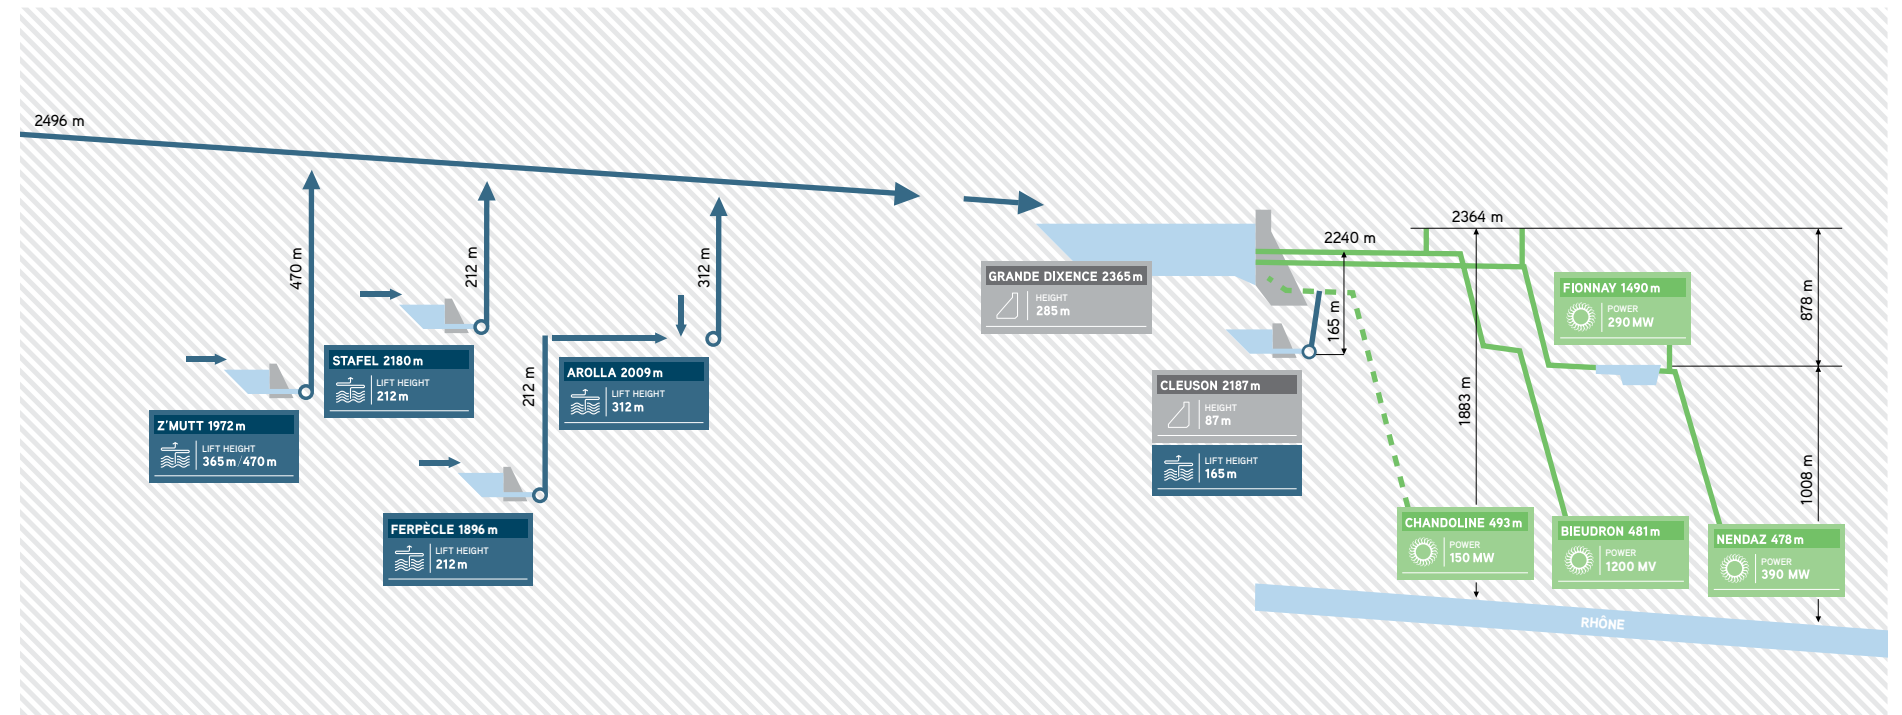 2496 m
470 m
212 m
312 m
212 m
STAFEL 2180 m
LIFT HEIGHT
212 m
Z'MUTT 1972 m
LIFT HEIGHT
365 m/470 m
AROLLA 2009 m
LIFT HEIGHT
312 m
FERPÈCLE 1896 m
LIFT HEIGHT
212 m
GRANDE DIXENCE 2365 m
HEIGHT
285 m
CLEUSON 2187 m
HEIGHT
87 m
LIFT HEIGHT
165 m
2240 m
165 m
2364 m
1883 m
878 m
1008 m
FIONNAY 1490 m
POWER
290 MW
CHANDOLINE 493 m
POWER
150 MW
BIEUDRON 481 m
POWER
1200 MV
NENDAZ 478 m
POWER
390 MW
RHÔNE